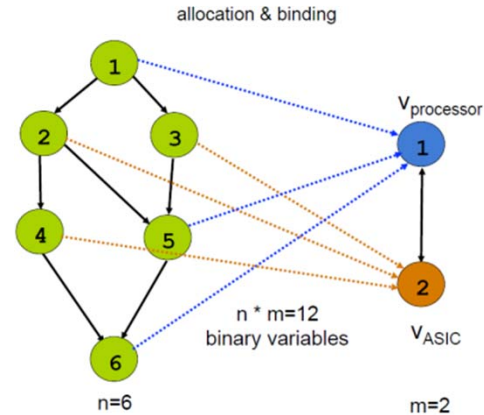 allocation & binding
1
Vprocessor
2
3
1
4
5
2
n * m=12
binary variables
VASIC
6
n=6
m=2